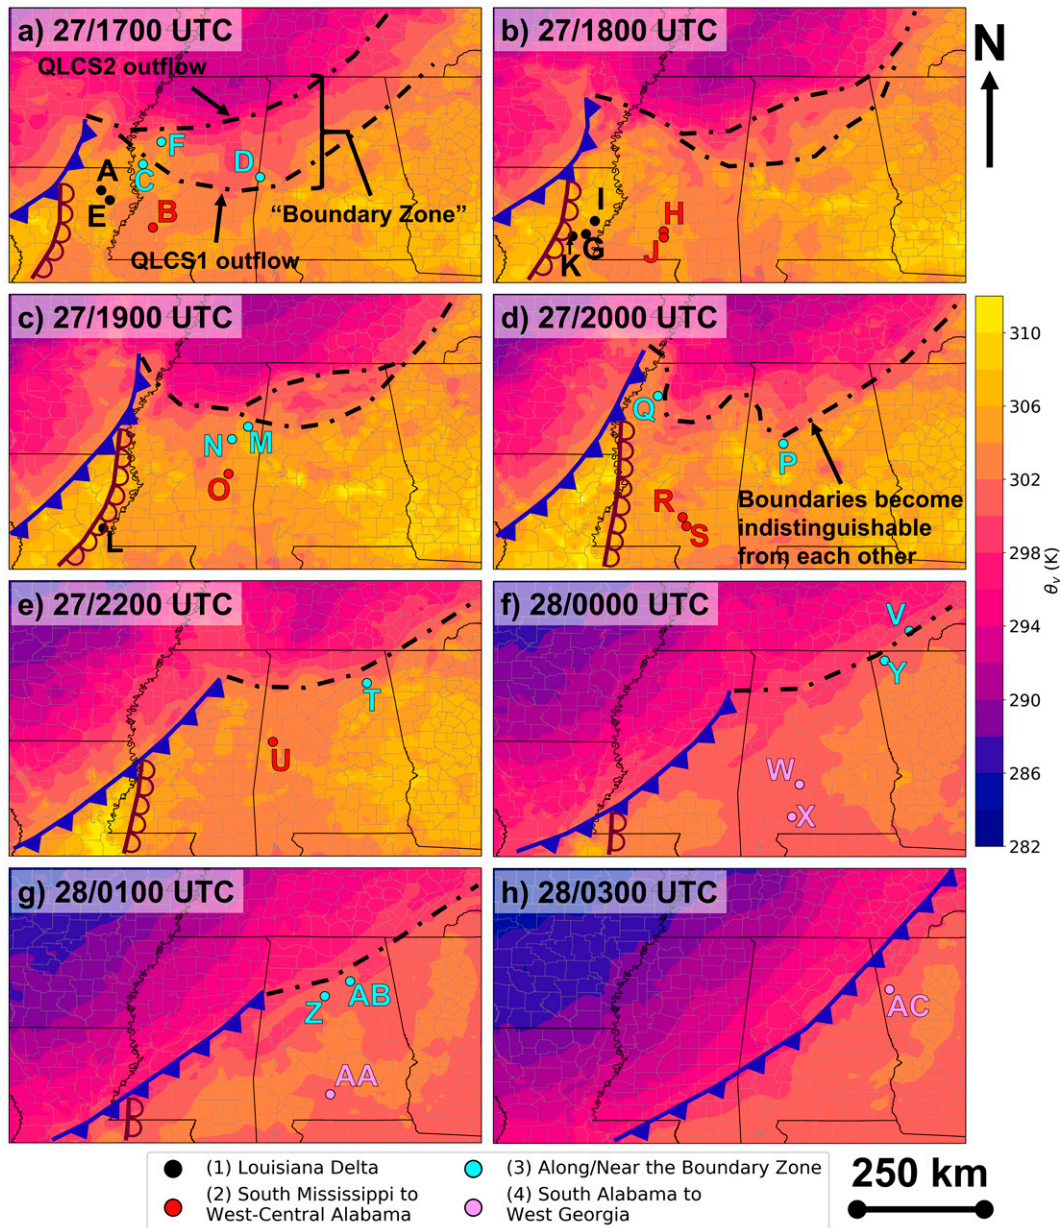 a) 27/1700 UTC
QLCS2 outflow
F
D
A
C
E
B
"Boundary Zone"
QLCS1 outflow
b) 27/1800 UTC
N
I
H
G
J
K
c) 27/1900 UTC
N
M
O
L
d) 27/2000 UTC
Q
P
R
S
Boundaries become
indistinguishable
from each other
310
306
302
298
294
290
286
282
θv (K)
e) 27/2200 UTC
T
U
f) 28/0000 UTC
V
Y
W
X
g) 28/0100 UTC
Z
AB
AA
h) 28/0300 UTC
AC
(1) Louisiana Delta
(2) South Mississippi to
West-Central Alabama
(3) Along/Near the Boundary Zone
(4) South Alabama to
West Georgia
250 km